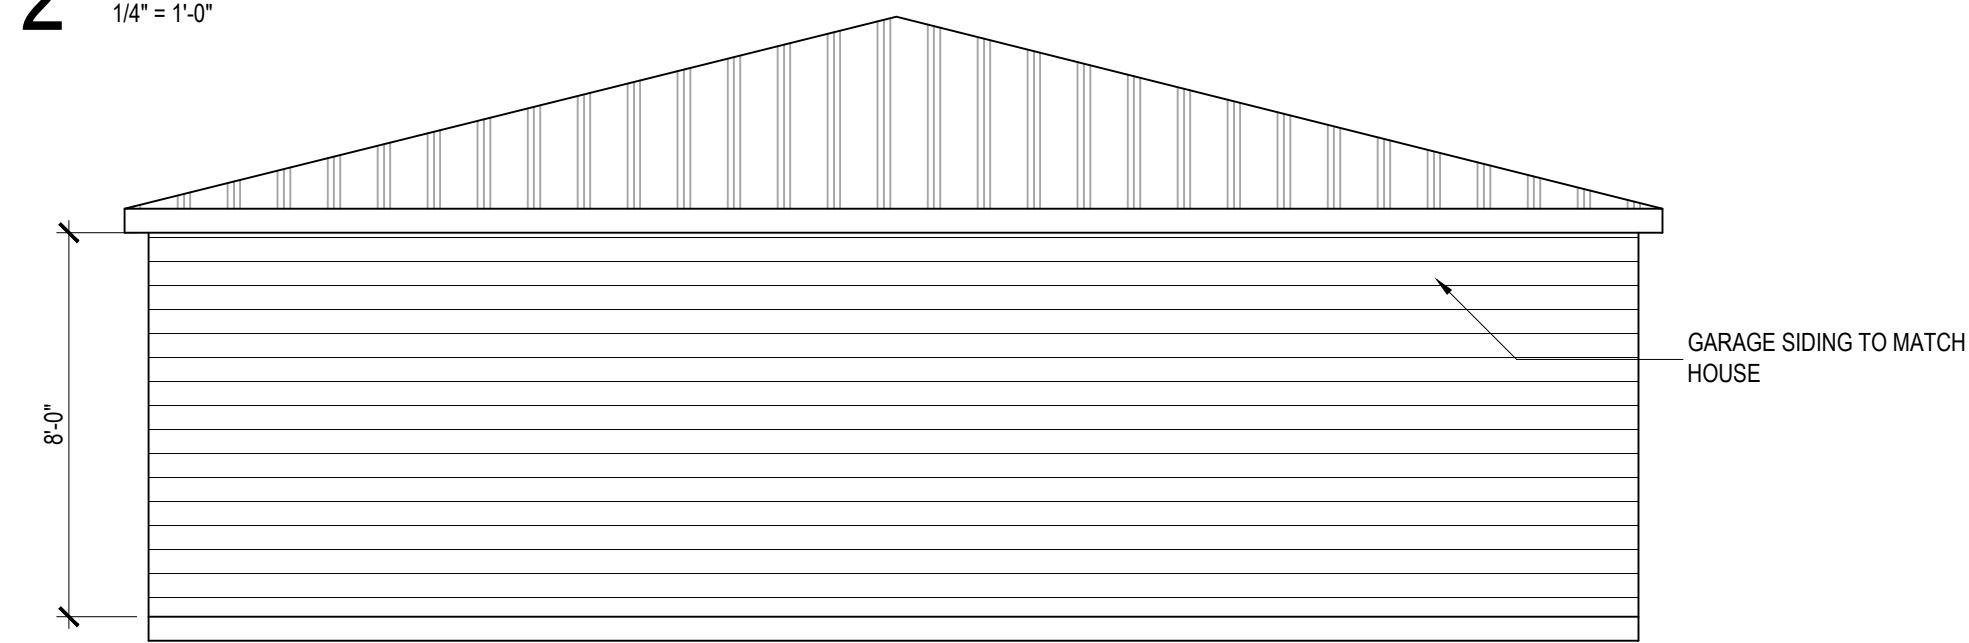 2
1/4" = 1'-0"
GARAGE SIDING TO MATCH
HOUSE
8'-0"